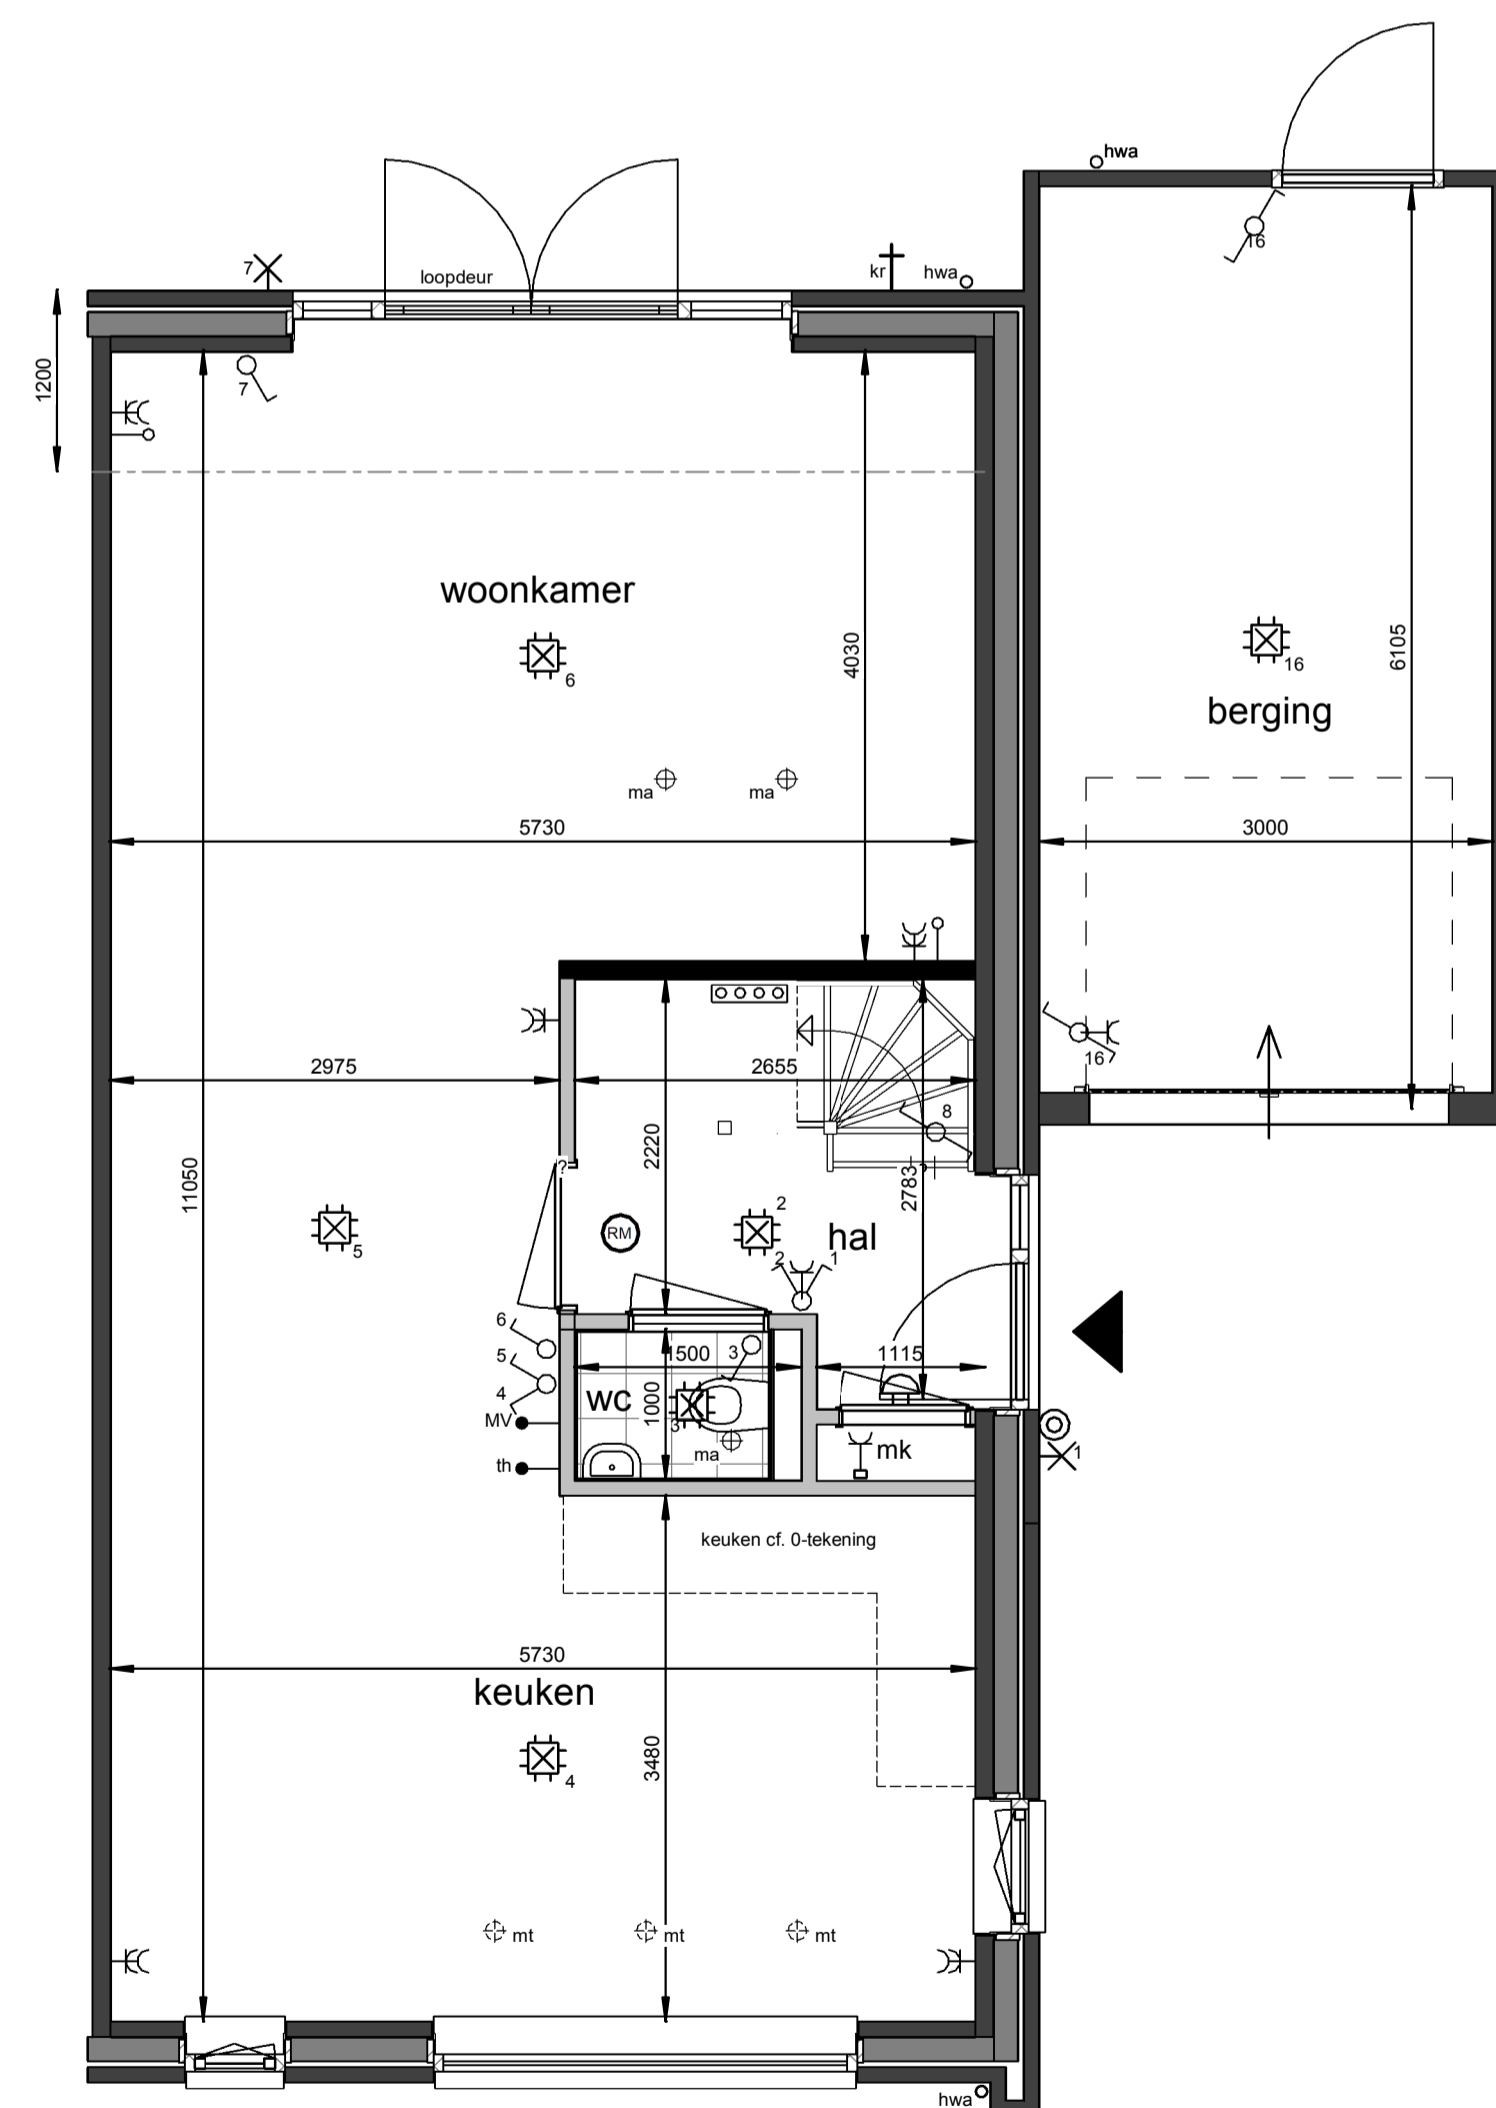 hwa
16
7
loopdeur
kr
hwa
1200
7
woonkamer
6
4030
16
6105
berging
ma
ma
5730
3000
2975
2655
8
16
2220
2783
?
11050
5
RM
2
hal
2
1
6
5
4
MV
th
1500
3
1115
wc
1000
3
ma
mk
1
keuken cf. 0-tekening
5730
keuken
3480
4
mt
mt
mt
hwa